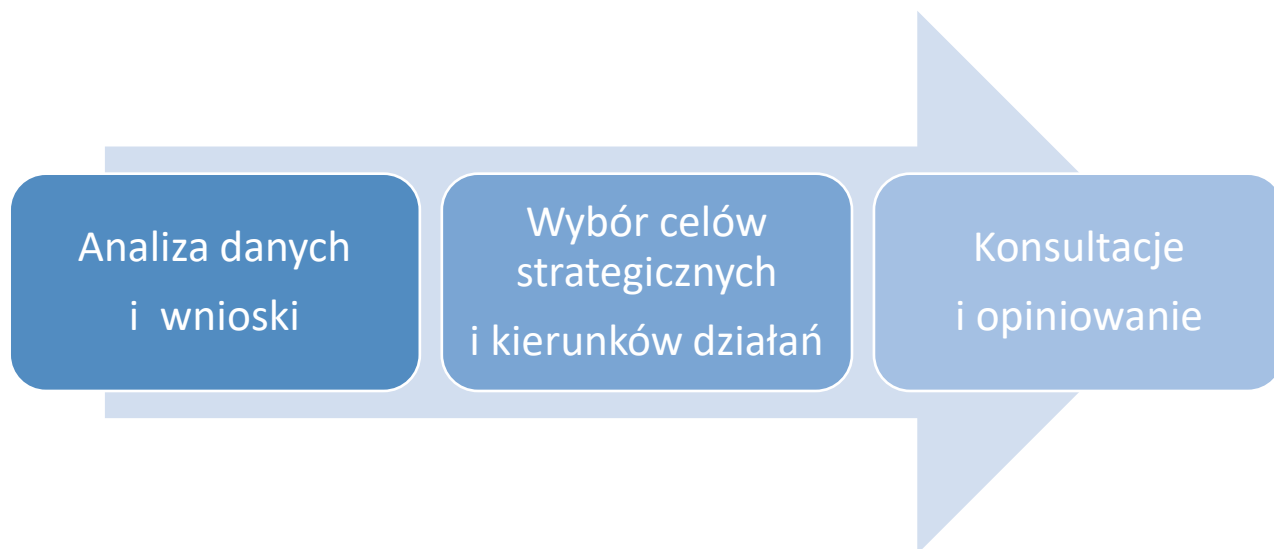 Analiza danych
i wnioski
Wybór celów
strategicznych
i kierunków działań
Konsultacje
i opiniowanie